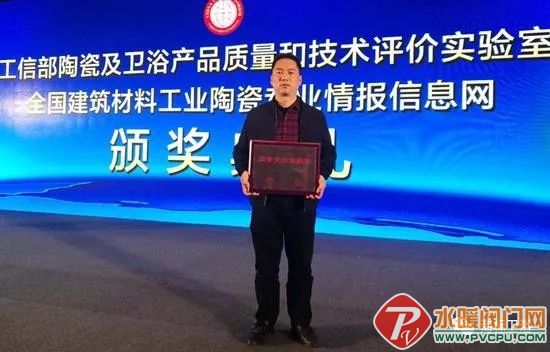 工信部陶瓷及卫浴产品质量和技术评价实验室
全国建筑材料工业陶瓷 业情报信息网
颁奖 礼
水暖阀门网
WWW.PVCPU.COM